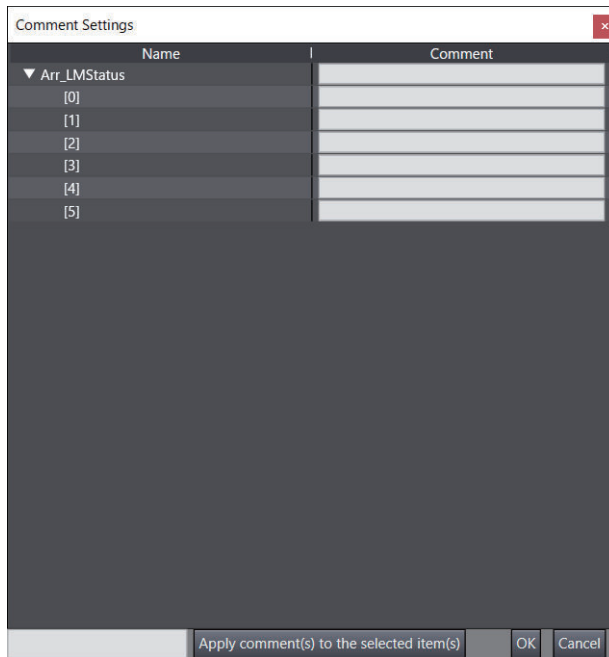 Comment Settings
Name Comment
▼ Arr_LMStatus
[0]
[1]
[2]
[3]
[4]
[5]
Apply comment(s) to the selected item(s) OK Cancel